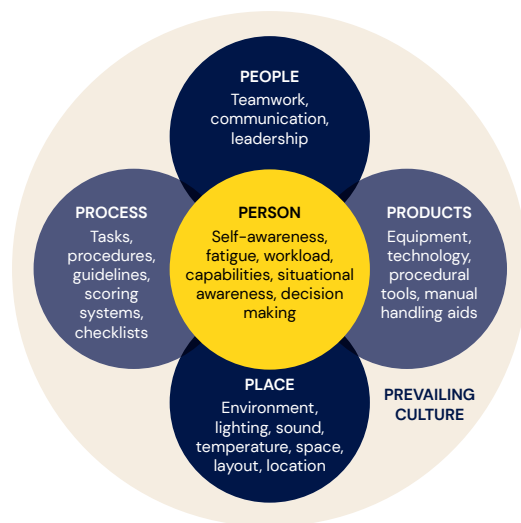 PEOPLE
Teamwork,
communication,
leadership
PROCESS
Tasks,
procedures,
guidelines,
scoring
systems,
checklists
PERSON
Self-awareness,
fatigue, workload,
capabilities, situational
awareness, decision
making
PRODUCTS
Equipment,
technology,
procedural
tools, manual
handling aids
PLACE
Environment,
lighting, sound,
temperature, space,
layout, location
PREVAILING
CULTURE